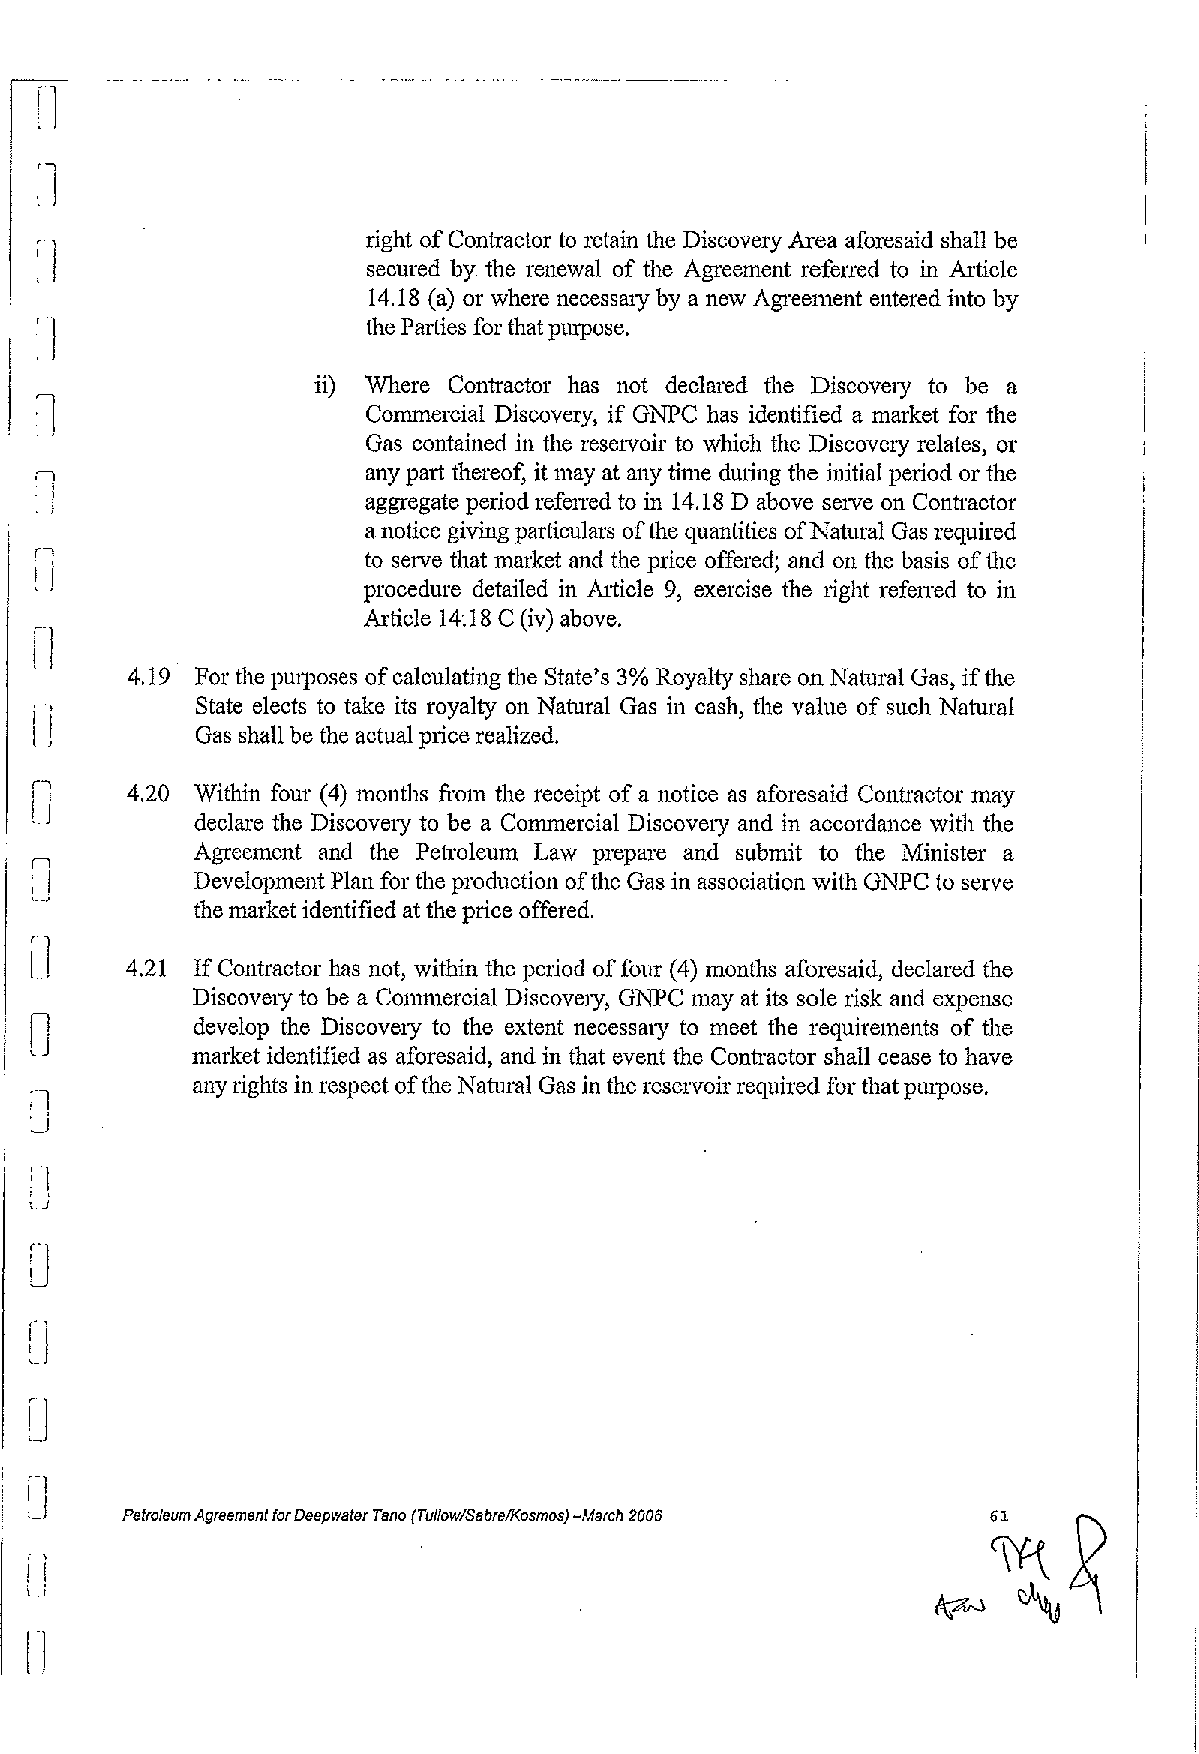 right of Contractor to retain the Discovery Area aforesaid shall be
secured by the renewal of the Agreement referred to in Article
14.18 (a) or where necessary by a new Agreement entered into by
the Parties for that purpose.
ii) Where Contractor has not declared the Discovery to be a
Commercial Discovery, if GNPC has identified a market for the
Gas contained in the reservoir to which the Discovery relates, or
any part thereof, it may at any time during the initial period or the
aggregate period referred to in 14.18 D above serve on Contractor
a notice giving particulars of the quantities of Natural Gas required
to serve that market and the price offered; and on the basis of the
procedure detailed in Article 9, exercise the right referred to in
Article 14.18 C (iv) above.
4.19 For the purposes of calculating the State's 3% Royalty share on Natural Gas, if the
State elects to take its royalty on Natural Gas in cash, the value of such Natural
Gas shall be the actual price realized.
4.20 Within four (4) months from the receipt of a notice as aforesaid Contractor may
declare the Discovery to be a Commercial Discovery and in accordance with the
Agreement and the Petroleum Law prepare and submit to the Minister a
Development Plan for the production of the Gas in association with GNPC to serve
the market identified at the price offered.
4.21 If Contractor has not, within the period of four (4) months aforesaid, declared the
Discovery to be a Commercial Discovery, GNPC may at its sole risk and expense
develop the Discovery to the extent necessary to meet the requirements of the
market identified as aforesaid, and in that event the Contractor shall cease to have
any rights in respect of the Natural Gas in the reservoir required for that purpose.
Petroleum Agreement for Deepwater Tano (Tullow/Sabre/Kosmos) –March 2006 61